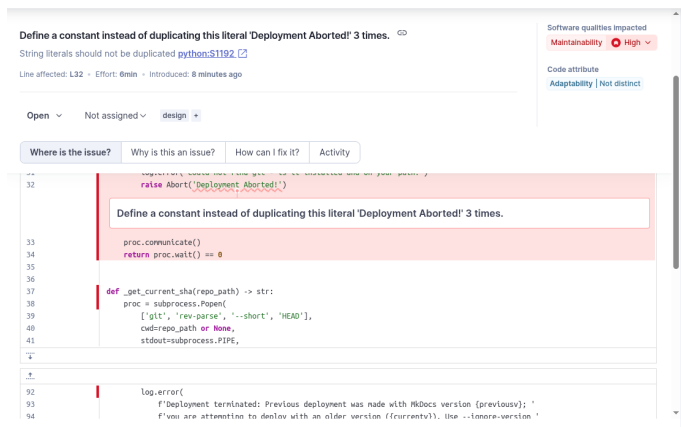 Define a constant instead of duplicating this literal 'Deployment Aborted!' 3 times.
String literals should not be duplicated python:S1192
Line affected: L32 • Effort: 6min • Introduced: 8 minutes ago
Software qualities impacted
Maintainability High
Code attribute
Adaptability | Not distinct
Open Not assigned design +
Where is the issue? Why is this an issue? How can I fix it? Activity
32 raise Abort('Deployment Aborted!')
Define a constant instead of duplicating this literal 'Deployment Aborted!' 3 times.
33 proc.communicate()
34 return proc.wait() == 0
35
36
37 def _get_current_sha(repo_path) -> str:
38 proc = subprocess.Popen(
39 ['git', 'rev-parse', '--short', 'HEAD'],
40 cwd=repo_path or None,
41 stdout=subprocess.PIPE,
92 log.error(
93 f'Deployment terminated: Previous deployment was made with MkDocs version {previousv}; '
94 f'you are attempting to deploy with an older version ({currentv}). Use --ignore-version '